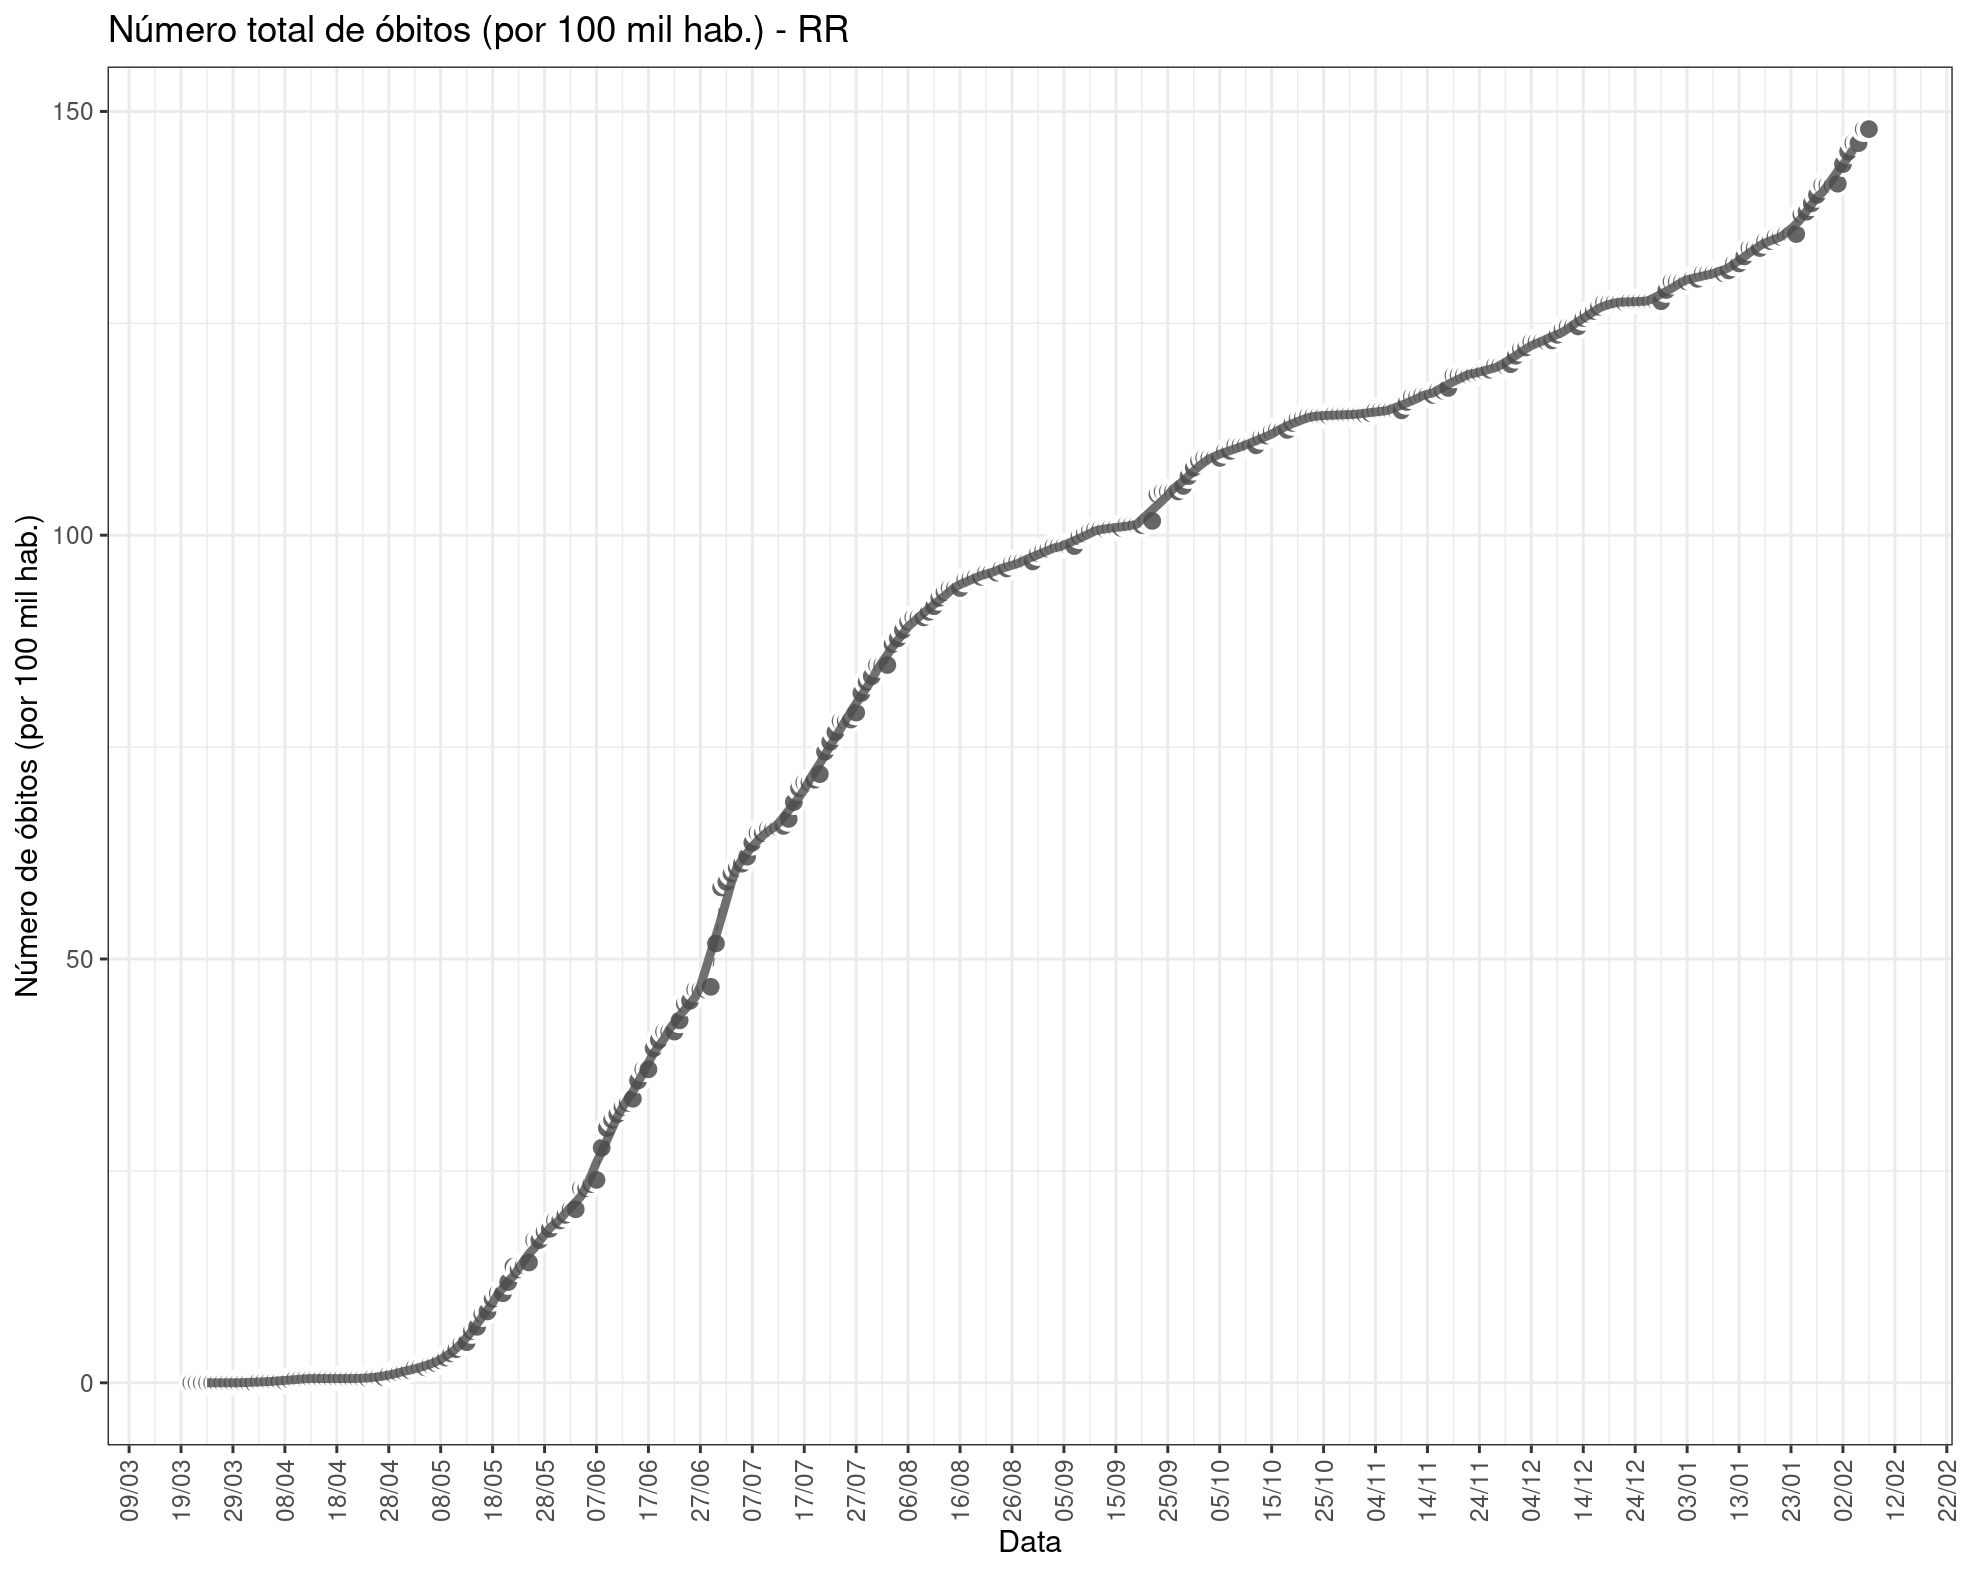 Número total de óbitos (por 100 mil hab.) - RR
Número de óbitos (por 100 mil hab.)
150
100
50
0
09/03 19/03 29/03 08/04 18/04 28/04 08/05 18/05 28/05 07/06 17/06 27/06 07/07 17/07 27/07 06/08 16/08 26/08 05/09 15/09 25/09 05/10 15/10 25/10 04/11 14/11 24/11 04/12 14/12 24/12 03/01 13/01 23/01 02/02 12/02 22/02
Data